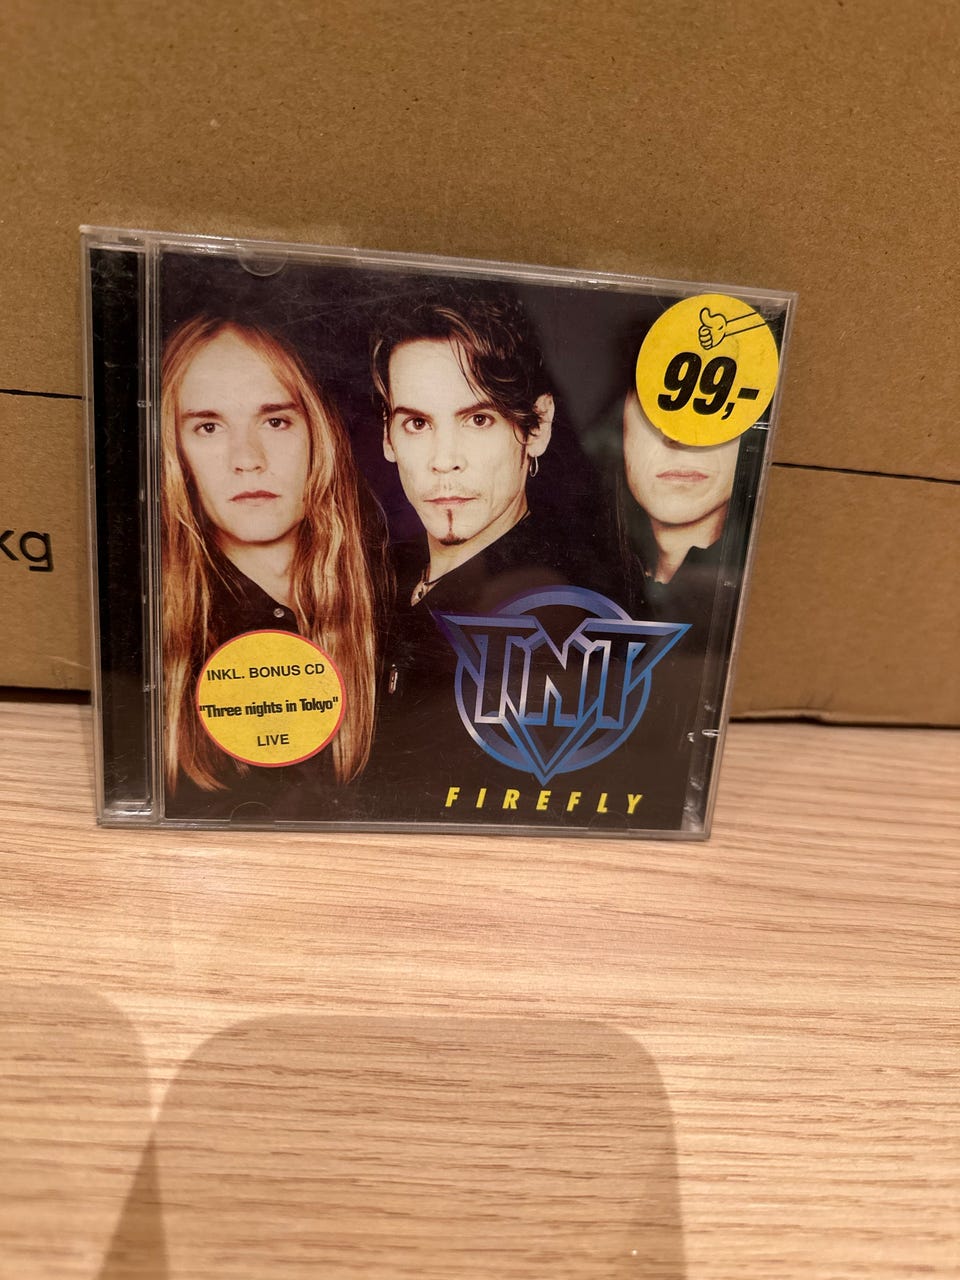 99,-
kg
INKL. BONUS CD
"Three nights in Tokyo"
LIVE
TNT
FIREFLY